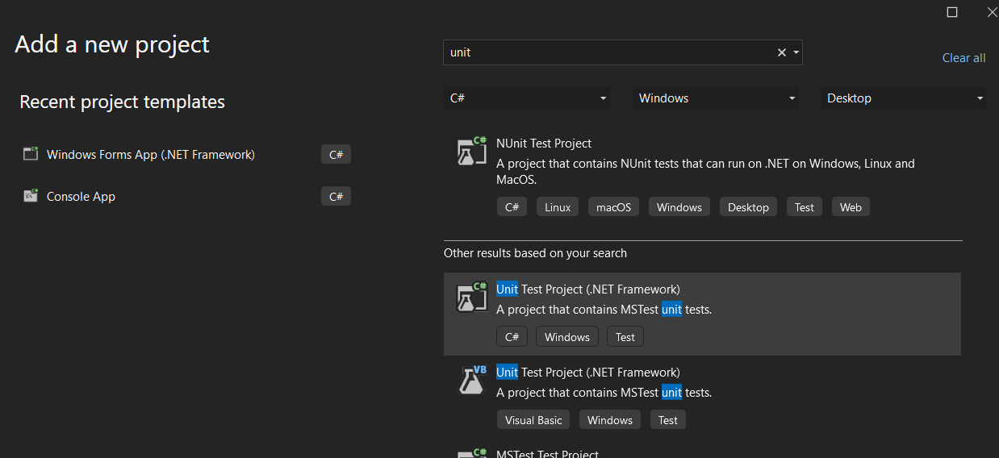 Add a new project
Recent project templates
Windows Forms App (.NET Framework) C#
Console App C#
unit
Clear all
C# Windows Desktop
C#
NUnit Test Project
A project that contains NUnit tests that can run on .NET on Windows, Linux and
MacOS.
C# Linux macOS Windows Desktop Test Web
Other results based on your search
C#
Unit Test Project (.NET Framework)
A project that contains MSTest unit tests.
C# Windows Test
VB
Unit Test Project (.NET Framework)
A project that contains MSTest unit tests.
Visual Basic Windows Test
C#
MSTest Test Project